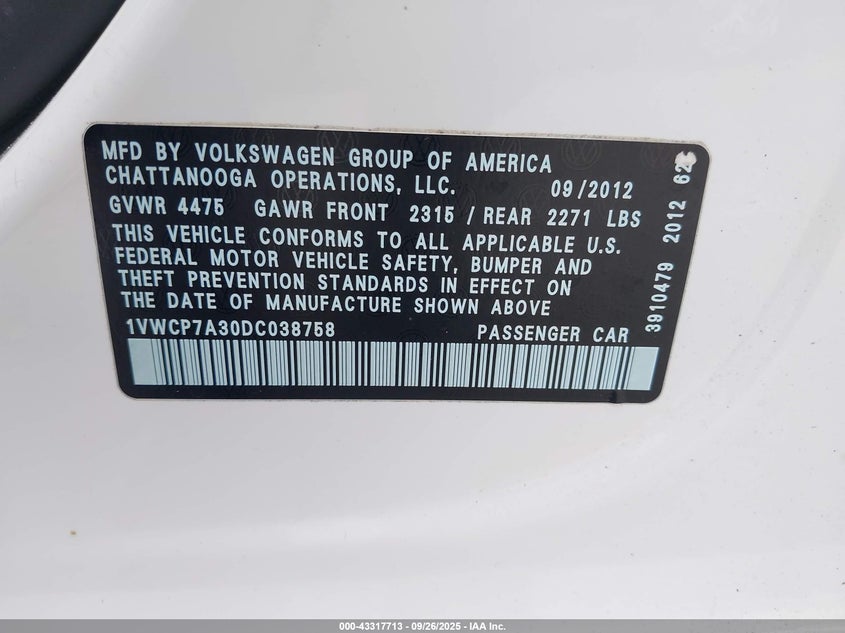 MFD BY VOLKSWAGEN GROUP OF AMERICA
CHATTANOOGA OPERATIONS, LLC. 09/2012
GVWR 4475 GAWR FRONT 2315 / REAR 2271 LBS
THIS VEHICLE CONFORMS TO ALL APPLICABLE U.S.
FEDERAL MOTOR VEHICLE SAFETY, BUMPER AND
THEFT PREVENTION STANDARDS IN EFFECT ON
THE DATE OF MANUFACTURE SHOWN ABOVE
1VWCP7A30DC038758 PASSENGER CAR
3910479 2012
000-43317713 - 09/26/2025 - IAA Inc.